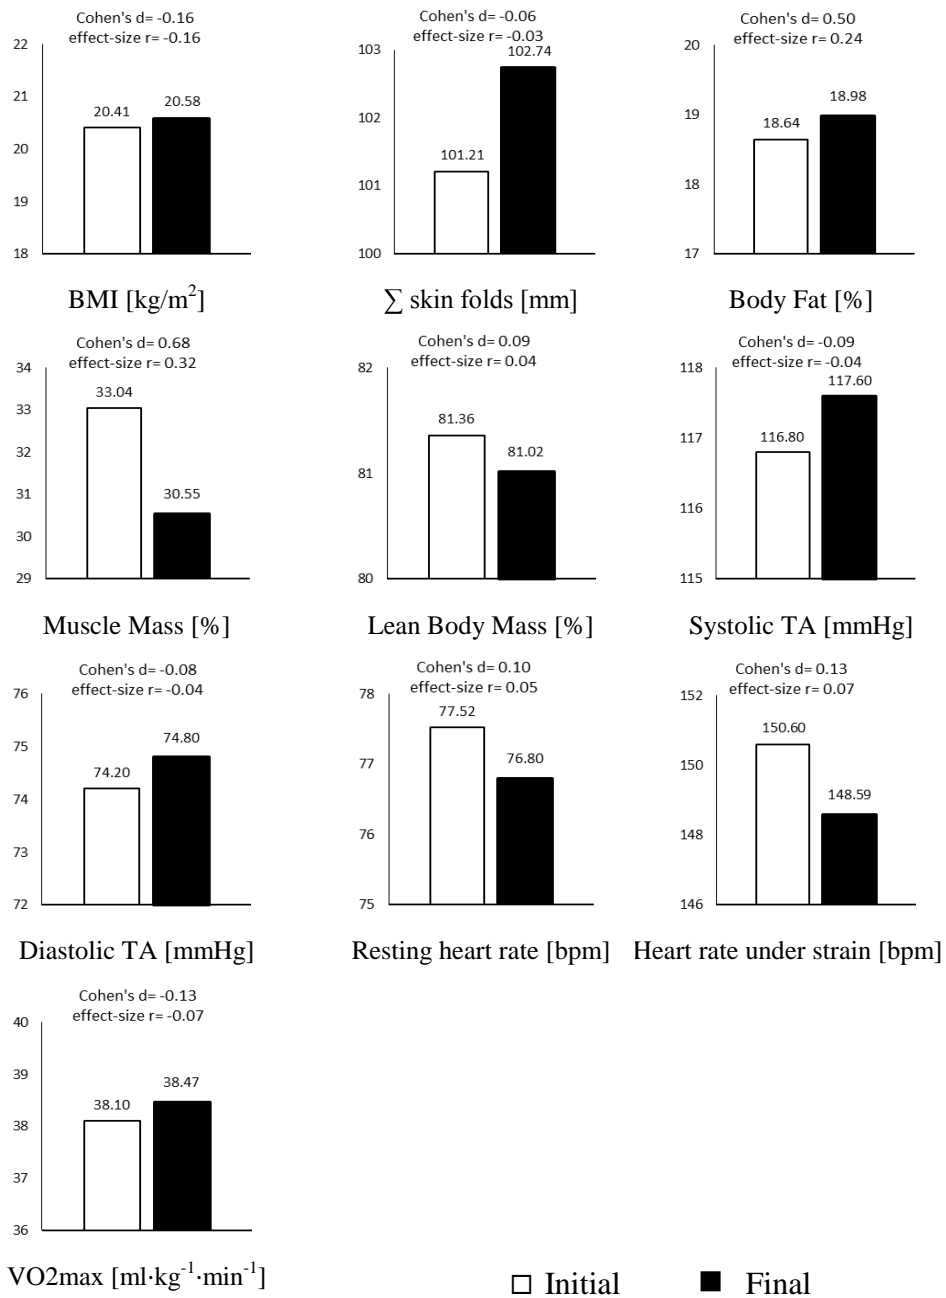 Cohen's d= -0.16
effect-size r= -0.16
22
21
20
19
18
20.41
20.58
BMI [kg/m²]
Cohen's d= -0.06
effect-size r= -0.03
103
102
101
100
101.21
102.74
∑ skin folds [mm]
Cohen's d= 0.50
effect-size r= 0.24
20
19
18
17
18.64
18.98
Body Fat [%]
Cohen's d= 0.68
effect-size r= 0.32
34
33
32
31
30
29
33.04
30.55
Muscle Mass [%]
Cohen's d= 0.09
effect-size r= 0.04
82
81
80
81.36
81.02
Lean Body Mass [%]
Cohen's d= -0.09
effect-size r= -0.04
118
117
116
115
116.80
117.60
Systolic TA [mmHg]
Cohen's d= -0.08
effect-size r= -0.04
76
75
74
73
72
74.20
74.80
Diastolic TA [mmHg]
Cohen's d= 0.10
effect-size r= 0.05
78
77
76
75
77.52
76.80
Resting heart rate [bpm]
Cohen's d= 0.13
effect-size r= 0.07
152
150
148
146
150.60
148.59
Heart rate under strain [bpm]
Cohen's d= -0.13
effect-size r= -0.07
40
39
38
37
36
38.10
38.47
VO2max [ml·kg⁻¹·min⁻¹]
Initial
Final